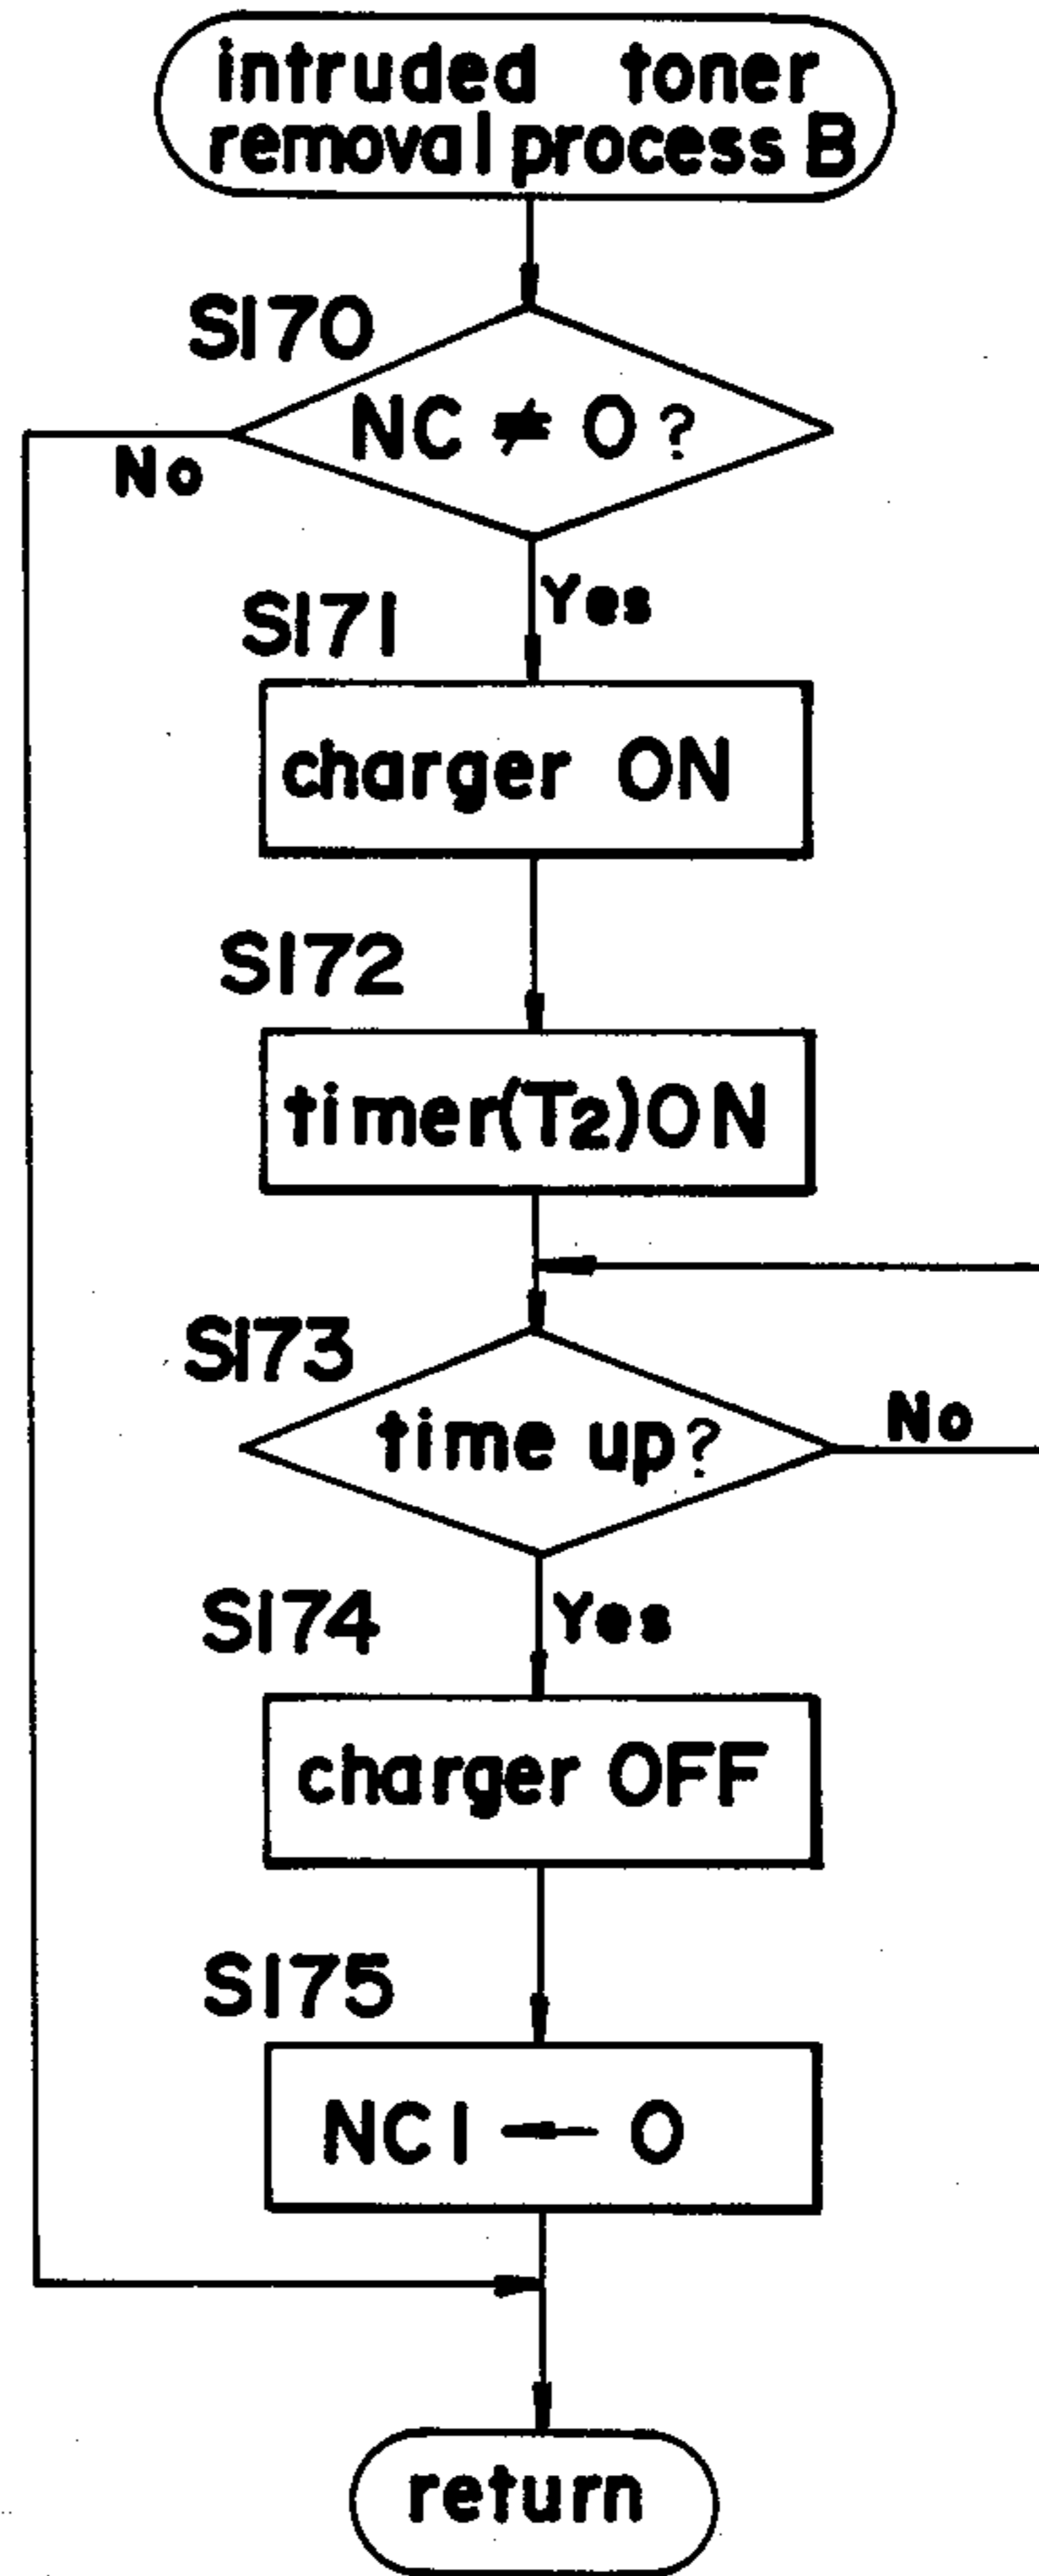 intruded toner
removal process B
S170
NC ≠ 0?
No
Yes
S171
charger ON
S172
timer(T2)ON
S173
time up?
No
Yes
S174
charger OFF
S175
NC1 ← 0
return